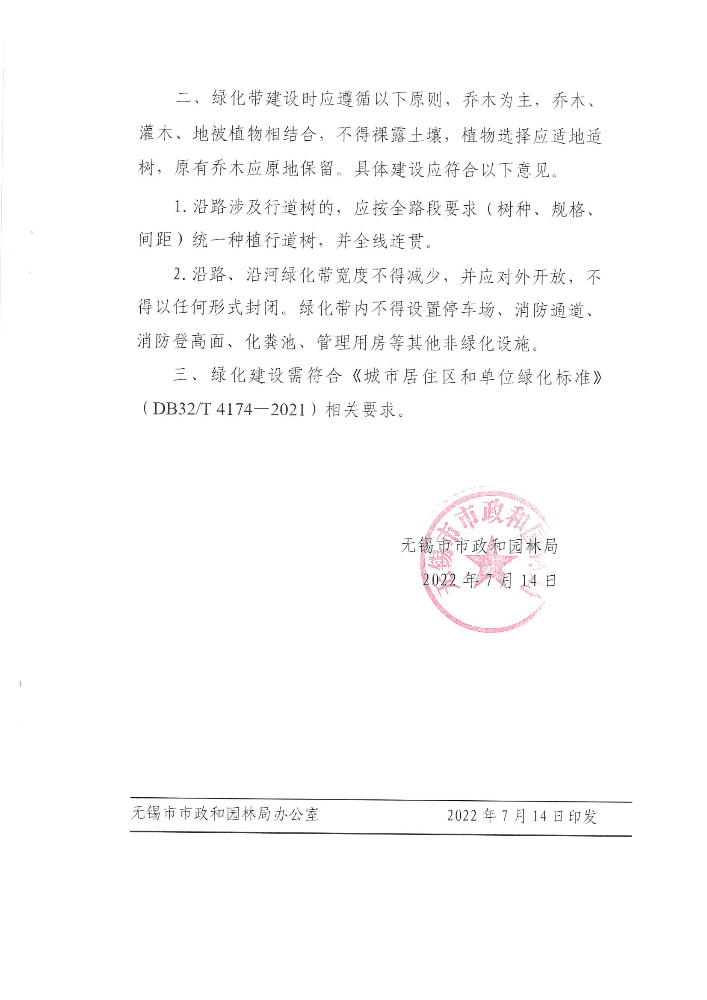 二、绿化带建设时应遵循以下原则，乔木为主，乔木、
灌木、地被植物相结合，不得裸露土壤，植物选择应适地适
树，原有乔木应原地保留。具体建设应符合以下意见。
1. 沿路涉及行道树的，应按全路段要求（树种、规格、
间距）统一种植行道树，并全线连贯。
2. 沿路、沿河绿化带宽度不得减少，并应对外开放，不
得以任何形式封闭。绿化带内不得设置停车场、消防通道、
消防登高面、化粪池、管理用房等其他非绿化设施。
三、绿化建设需符合《城市居住区和单位绿化标准》
（DB32/T 4174—2021）相关要求。
无锡市市政和园林局
无锡市市政和园林局
2022 年 7 月 14 日
无锡市市政和园林局办公室 2022 年 7 月 14 日印发